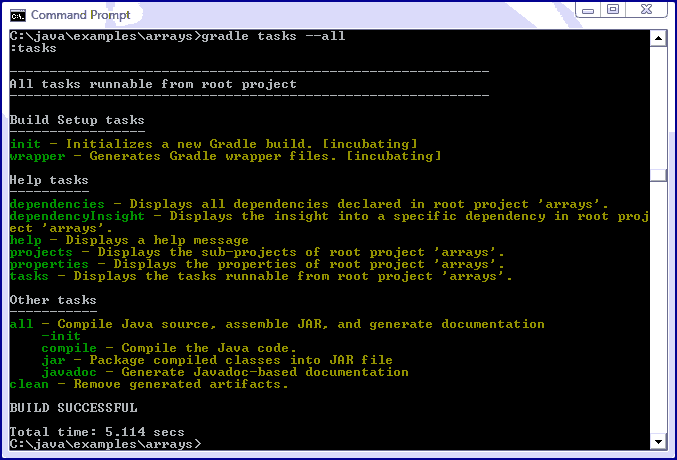 Command Prompt
C:\java\examples\arrays>gradle tasks --all
:tasks
------------------------------------------------------------
All tasks runnable from root project
------------------------------------------------------------
Build Setup tasks
-----------------
init - Initializes a new Gradle build. [incubating]
wrapper - Generates Gradle wrapper files. [incubating]
Help tasks
----------
dependencies - Displays all dependencies declared in root project 'arrays'.
dependencyInsight - Displays the insight into a specific dependency in root proj
ect 'arrays'.
help - Displays a help message
projects - Displays the sub-projects of root project 'arrays'.
properties - Displays the properties of root project 'arrays'.
tasks - Displays the tasks runnable from root project 'arrays'.
Other tasks
-----------
all - Compile Java source, assemble JAR, and generate documentation
-init
compile - Compile the Java code.
jar - Package compiled classes into JAR file
javadoc - Generate Javadoc-based documentation
clean - Remove generated artifacts.
BUILD SUCCESSFUL
Total time: 5.114 secs
C:\java\examples\arrays>